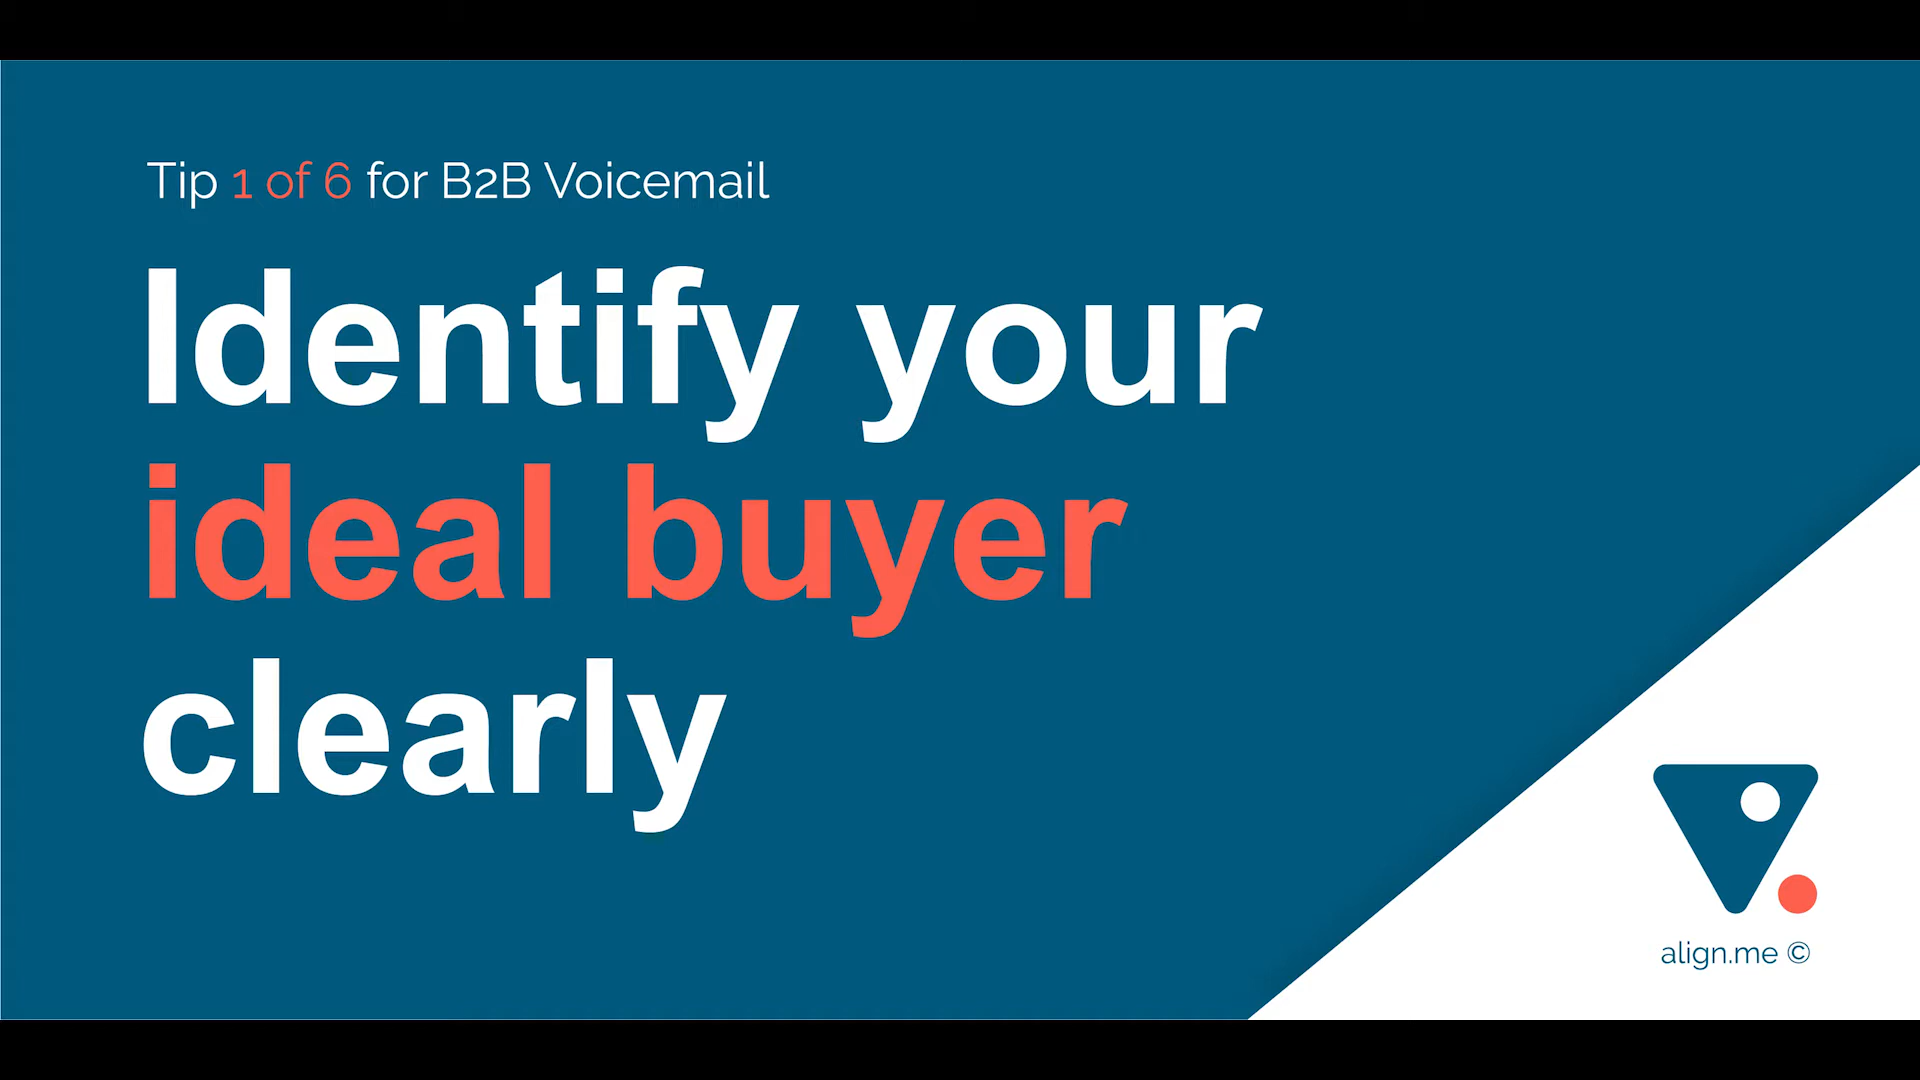 Tip 1 of 6 for B2B Voicemail
Identify your
ideal buyer
clearly
align.me ©